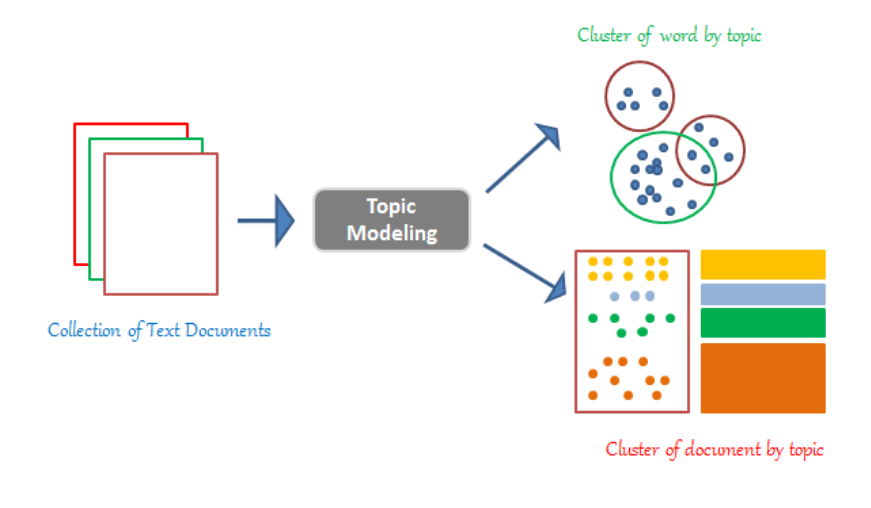 Cluster of word by topic
Topic
Modeling
Collection of Text Documents
Cluster of document by topic